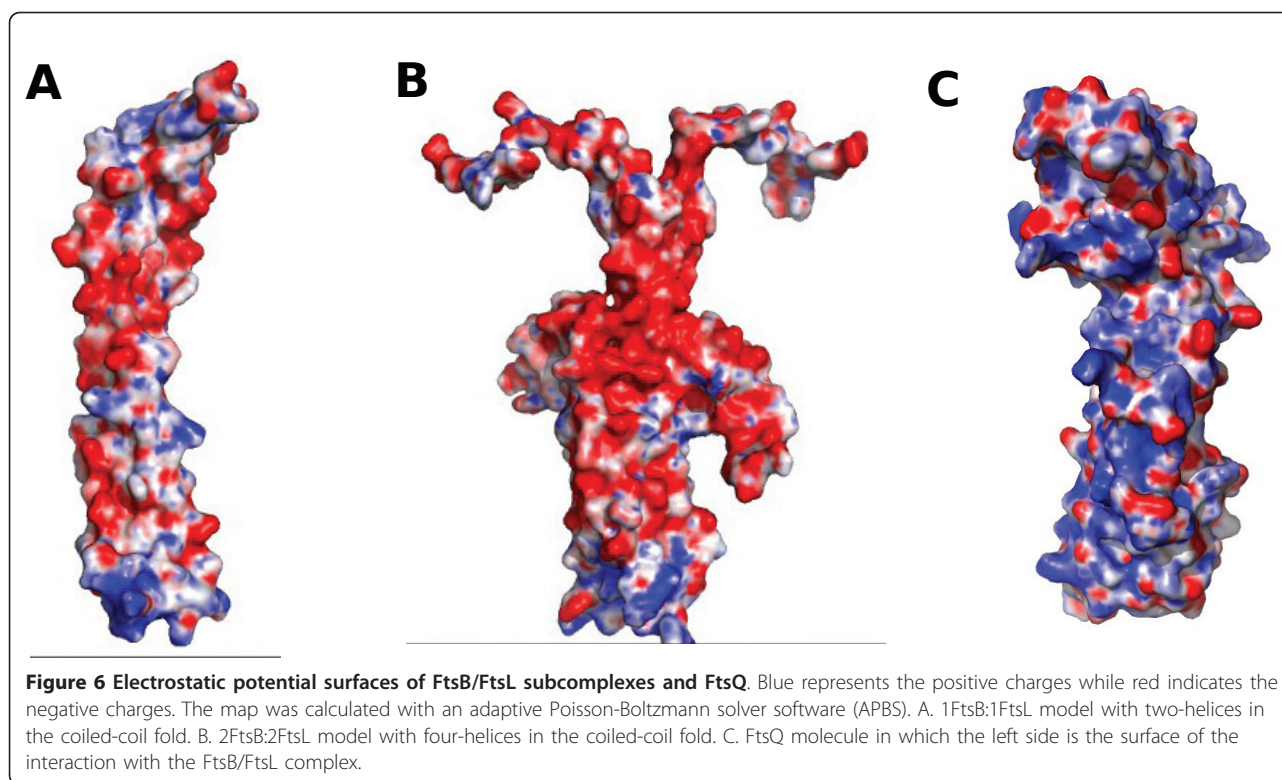 A
B
C
Figure 6 Electrostatic potential surfaces of FtsB/FtsL subcomplexes and FtsQ. Blue represents the positive charges while red indicates the
negative charges. The map was calculated with an adaptive Poisson-Boltzmann solver software (APBS). A. 1FtsB:1FtsL model with two-helices in
the coiled-coil fold. B. 2FtsB:2FtsL model with four-helices in the coiled-coil fold. C. FtsQ molecule in which the left side is the surface of the
interaction with the FtsB/FtsL complex.